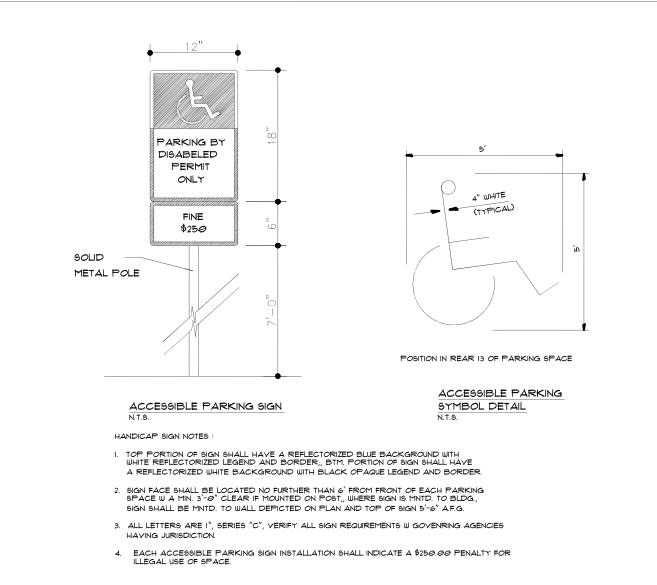 12"
PARKING BY
DISABELED
PERMIT
ONLY
18"
FINE
$250
6"
SOLID
METAL POLE
7'-0"
ACCESSIBLE PARKING SIGN
N.T.S.
5'
4" WHITE
(TYPICAL)
5'
POSITION IN REAR 13 OF PARKING SPACE
ACCESSIBLE PARKING
SYMBOL DETAIL
N.T.S.
HANDICAP SIGN NOTES :
1. TOP PORTION OF SIGN SHALL HAVE A REFLECTORIZED BLUE BACKGROUND WITH
WHITE REFLECTORIZED LEGEND AND BORDER,, BTM. PORTION OF SIGN SHALL HAVE
A REFLECTORIZED WHITE BACKGROUND WITH BLACK OPAQUE LEGEND AND BORDER.
2. SIGN FACE SHALL BE LOCATED NO FURTHER THAN 6' FROM FRONT OF EACH PARKING
SPACE W A MIN. 3'-0" CLEAR IF MOUNTED ON POST,, WHERE SIGN IS MNTD. TO BLDG.,
SIGN SHALL BE MNTD. TO WALL DEPICTED ON PLAN AND TOP OF SIGN 5'-6" A.F.G.
3. ALL LETTERS ARE 1", SERIES "C", VERIFY ALL SIGN REQUIREMENTS W GOVENRING AGENCIES
HAVING JURISDICTION.
4. EACH ACCESSIBLE PARKING SIGN INSTALLATION SHALL INDICATE A $250.00 PENALTY FOR
ILLEGAL USE OF SPACE.